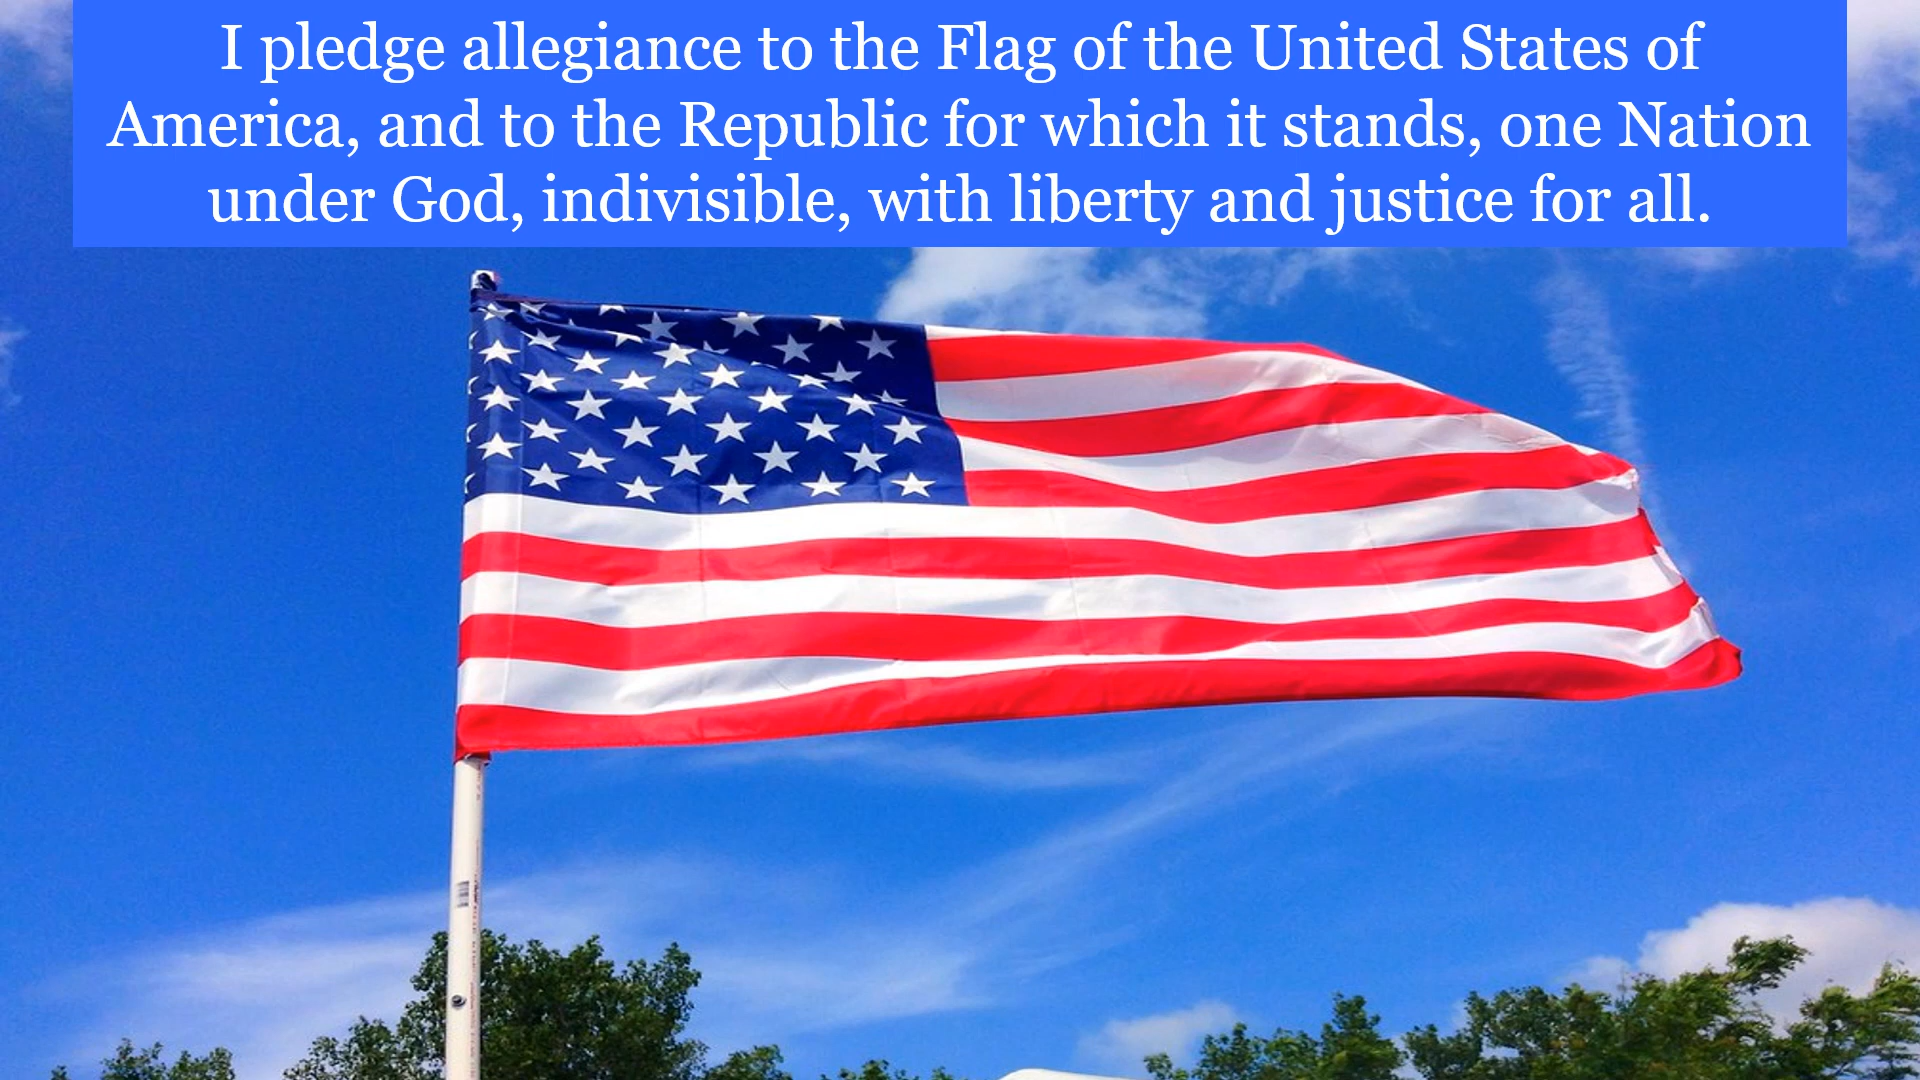 I pledge allegiance to the Flag of the United States of
America, and to the Republic for which it stands, one Nation
under God, indivisible, with liberty and justice for all.